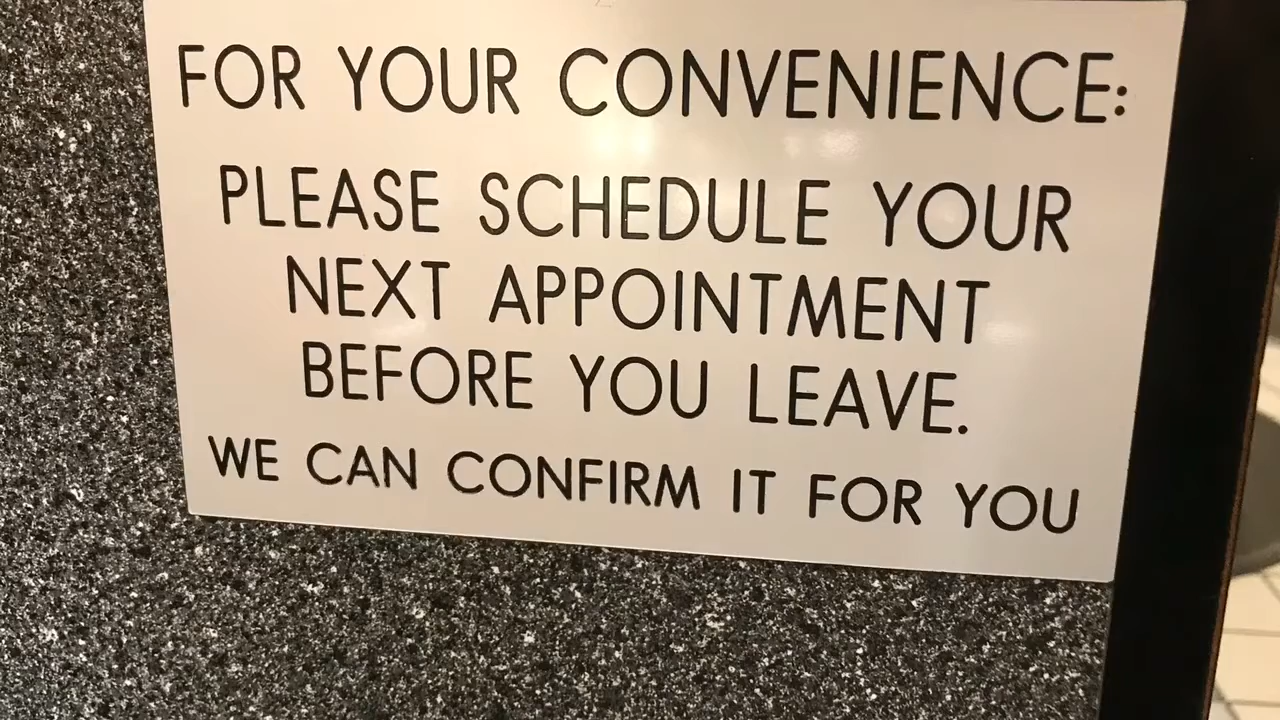 FOR YOUR CONVENIENCE:
PLEASE SCHEDULE YOUR
NEXT APPOINTMENT
BEFORE YOU LEAVE.
WE CAN CONFIRM IT FOR YOU